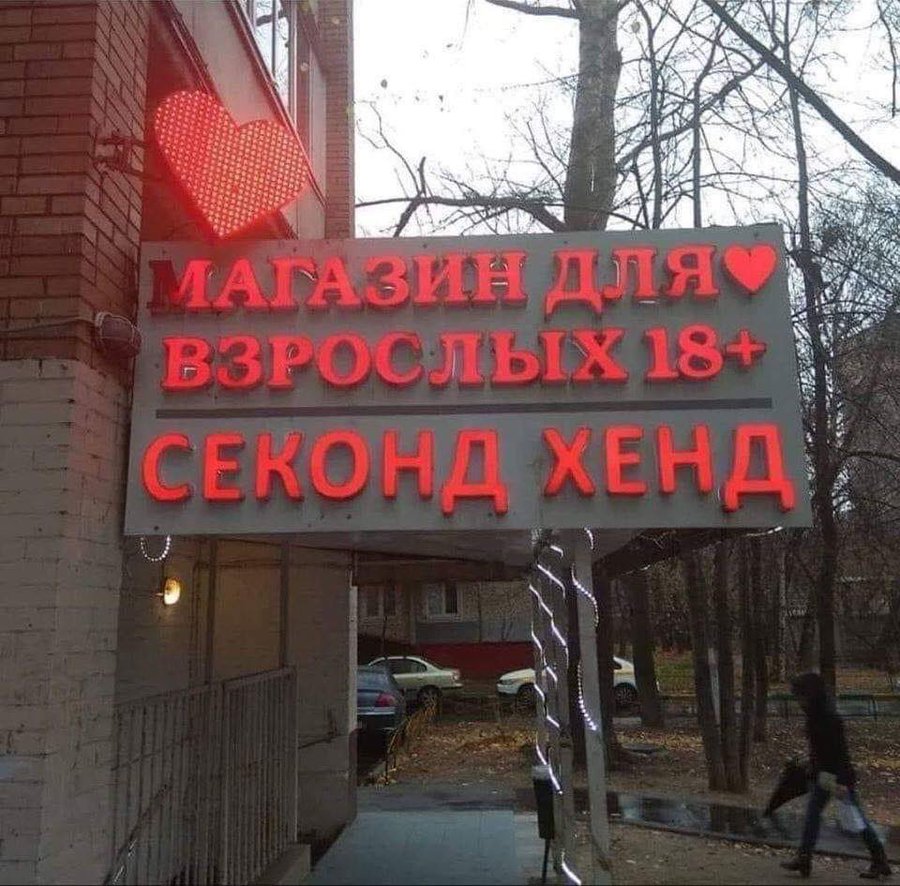 МАГАЗИН ДЛЯ
ВЗРОСЛЫХ 18+
СЕКОНД ХЕНД